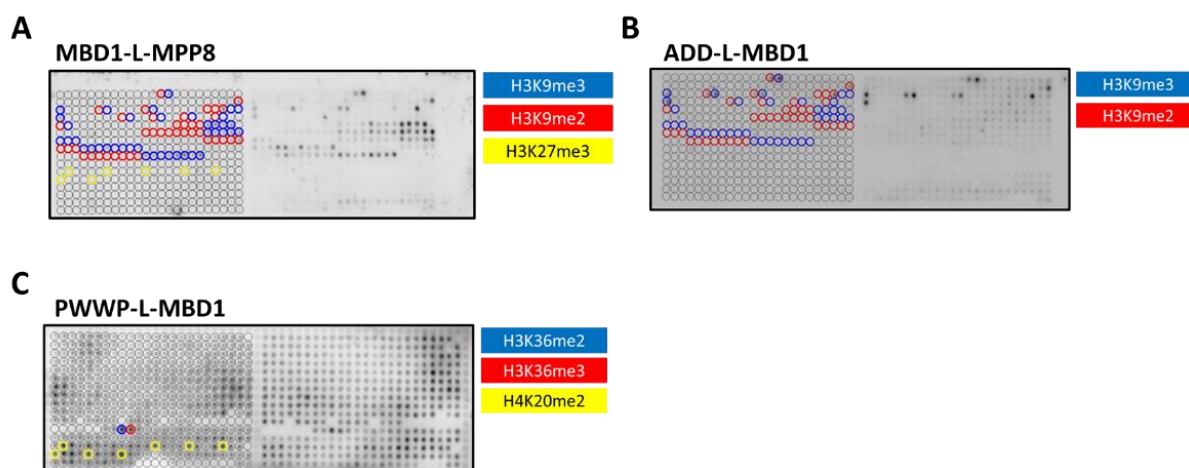 A
MBD1-L-MPP8
H3K9me3
H3K9me2
H3K27me3
B
ADD-L-MBD1
H3K9me3
H3K9me2
C
PWWP-L-MBD1
H3K36me2
H3K36me3
H4K20me2